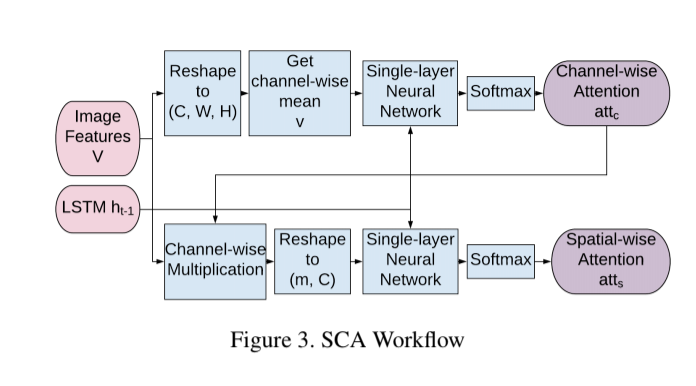 Image
Features
V
LSTM hₜ₋₁
Reshape
to
(C, W, H)
Get
channel-wise
mean
v
Single-layer
Neural
Network
Softmax
Channel-wise
Attention
att_c
Channel-wise
Multiplication
Reshape
to
(m, C)
Single-layer
Neural
Network
Softmax
Spatial-wise
Attention
att_s
Figure 3. SCA Workflow